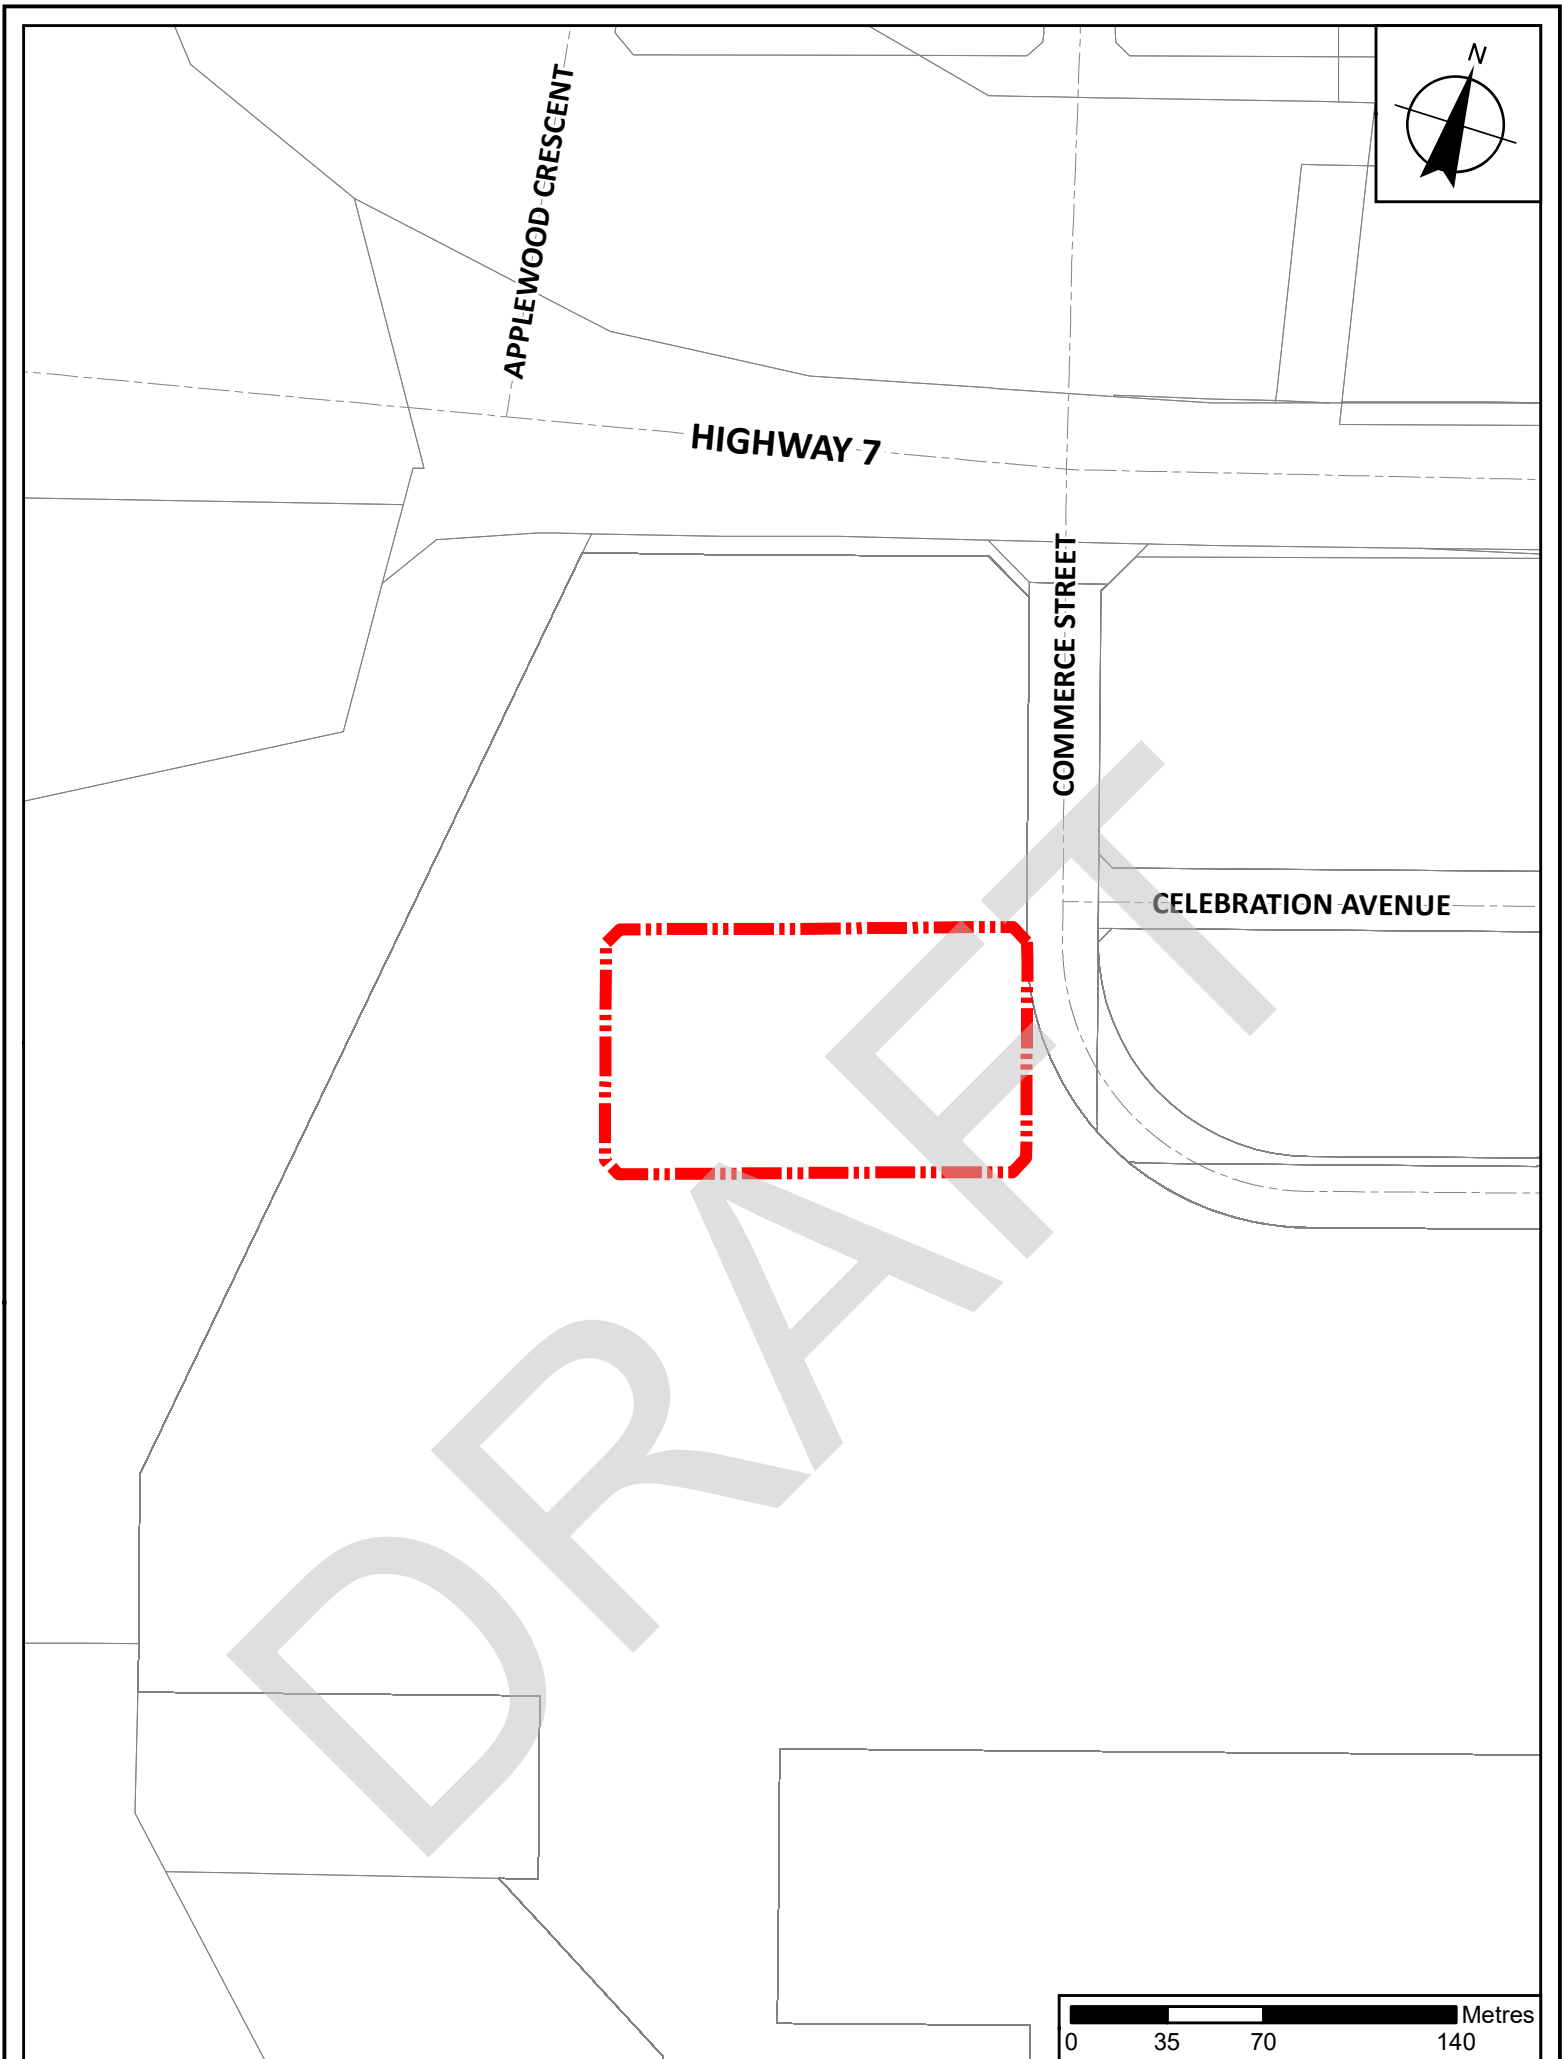 N
APPLEWOOD CRESCENT
HIGHWAY 7
COMMERCE STREET
CELEBRATION AVENUE
DRAFT
Metres
0 35 70 140